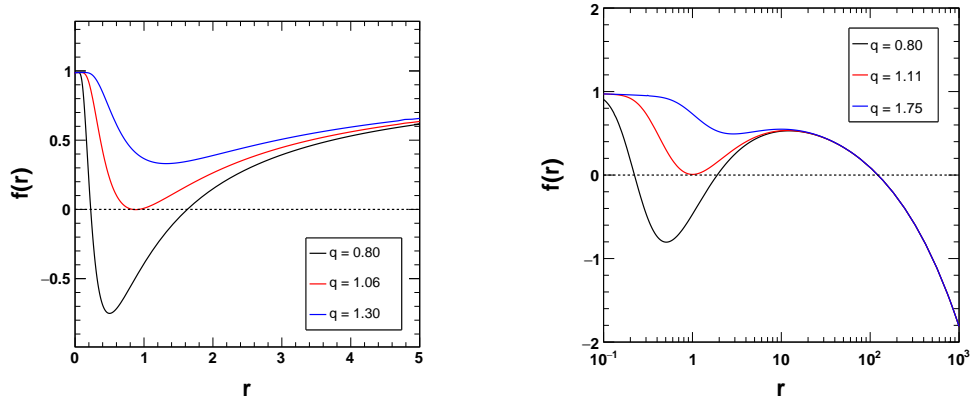 f(r)
1
0.5
0
−0.5
0 1 2 3 4 5
r
q = 0.80
q = 1.06
q = 1.30
f(r)
2
1
0
−1
−2
10⁻¹ 1 10 10² 10³
r
q = 0.80
q = 1.11
q = 1.75